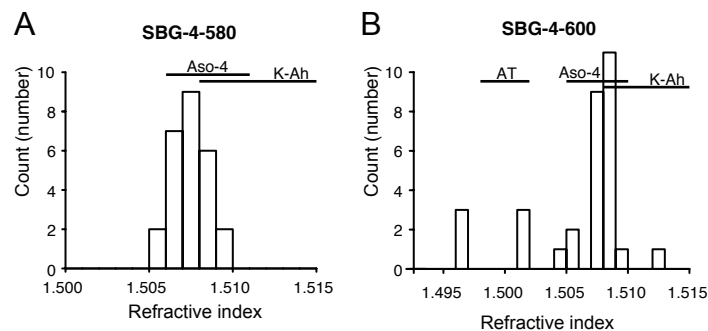 A
SBG-4-580
Aso-4
K-Ah
Count (number)
10
8
6
4
2
0
1.500
1.505
1.510
1.515
Refractive index
B
SBG-4-600
AT
Aso-4
K-Ah
Count (number)
10
8
6
4
2
0
1.495
1.500
1.505
1.510
1.515
Refractive index